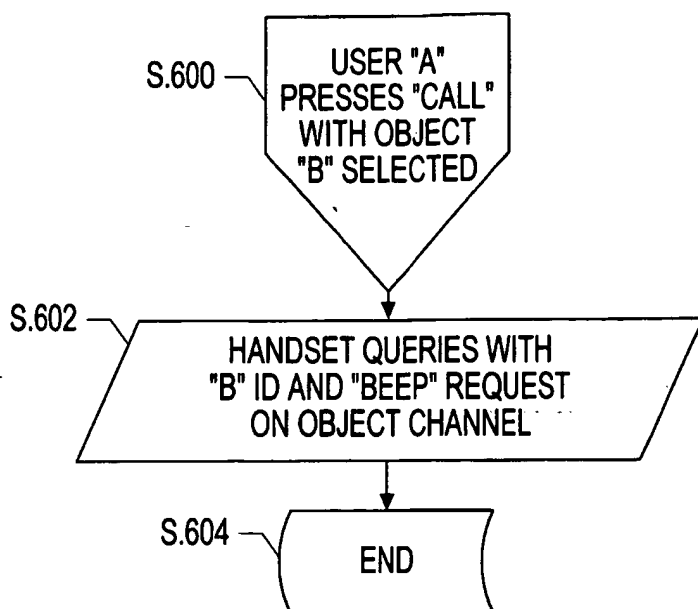 S.600
USER "A"
PRESSES "CALL"
WITH OBJECT
"B" SELECTED
S.602
HANDSET QUERIES WITH
"B" ID AND "BEEP" REQUEST
ON OBJECT CHANNEL
S.604
END